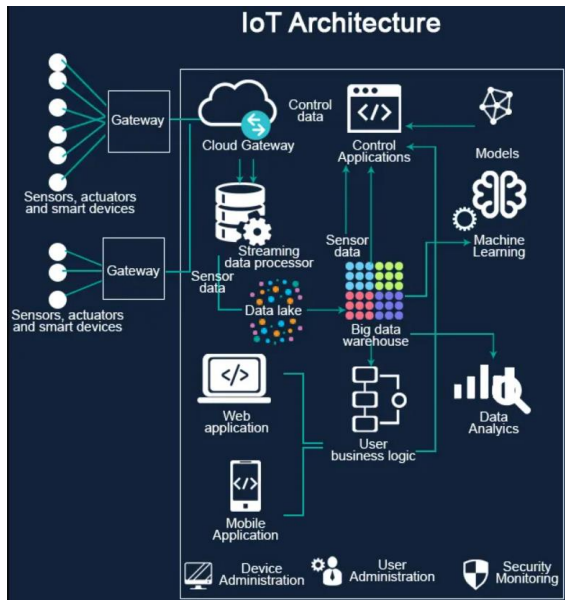 IoT Architecture
Gateway
Sensors, actuators
and smart devices
Gateway
Sensors, actuators
and smart devices
Cloud Gateway
Control
data
</>
Control
Applications
Models
Streaming
data processor
Sensor
data
Sensor
data
Machine
Learning
Data lake
Big data
warehouse
</>
Web
application
User
business logic
Data
Analyics
</>
Mobile
Application
Device
Administration
User
Administration
Security
Monitoring